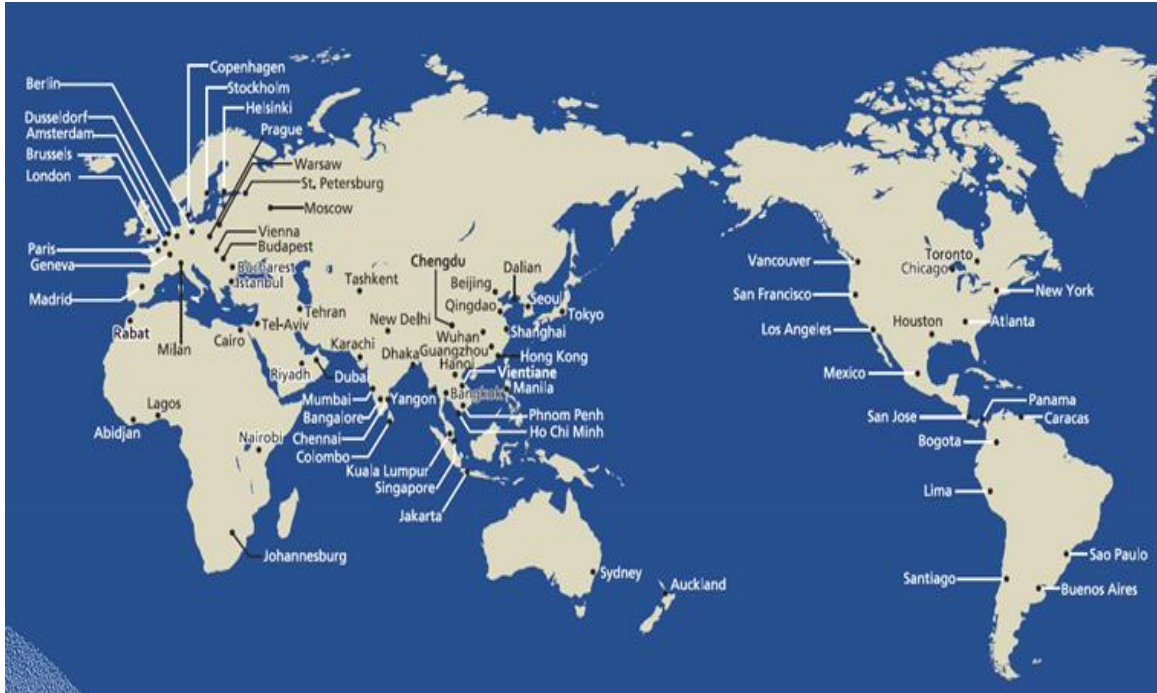 Copenhagen
Berlin
Stockholm
Helsinki
Dusseldorf
Amsterdam
Prague
Brussels
Warsaw
London
St. Petersburg
Moscow
Vienna
Paris
Budapest
Geneva
Bucharest
Istanbul
Madrid
Rabat
Milan
Cairo
Tel-Aviv
Tehran
Tashkent
New Delhi
Karachi
Riyadh
Dubai
Lagos
Abidjan
Nairobi
Johannesburg
Mumbai
Bangalore
Chennai
Colombo
Dhaka
Yangon
Chengdu
Beijing
Dalian
Qingdao
Seoul
Tokyo
Shanghai
Wuhan
Guangzhou
Hong Kong
Hanoi
Vientiane
Bangkok
Manila
Phnom Penh
Ho Chi Minh
Kuala Lumpur
Singapore
Jakarta
Sydney
Auckland
Vancouver
Toronto
Chicago
San Francisco
New York
Los Angeles
Houston
Atlanta
Mexico
Panama
San Jose
Caracas
Bogota
Lima
Sao Paulo
Santiago
Buenos Aires